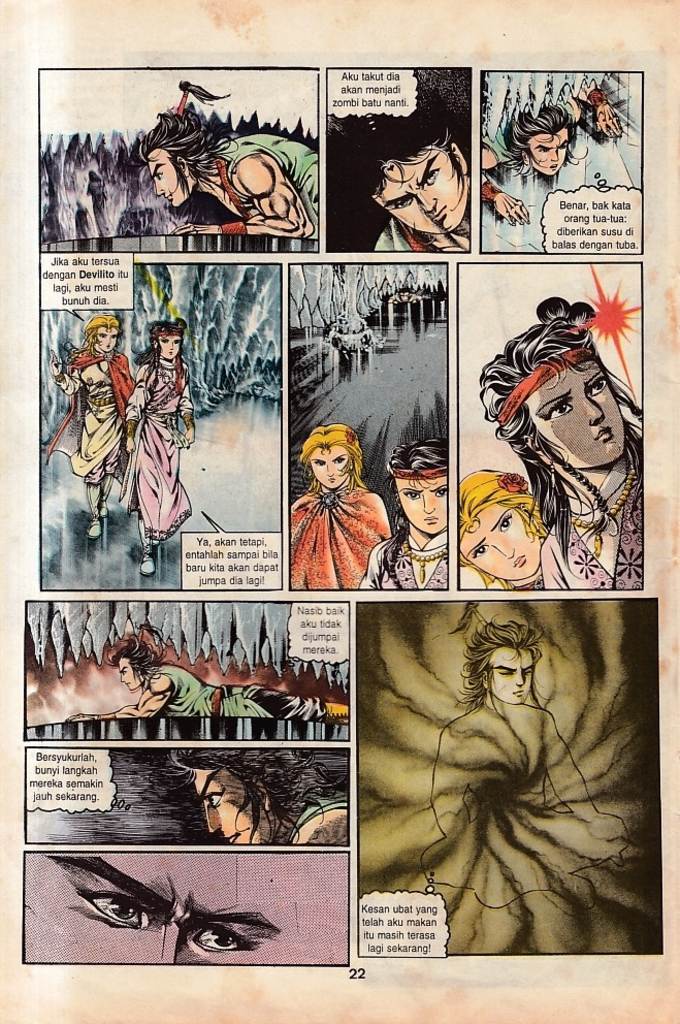 Aku takut dia
akan menjadi
zombi batu nanti.
Benar, bak kata
orang tua-tua:
diberikan susu di
balas dengan tuba.
Jika aku tersua
dengan Devilito itu
lagi, aku mesti
bunuh dia.
Ya, akan tetapi,
entahlah sampai bila
baru kita akan dapat
jumpa dia lagi!
Nasib baik
aku tidak
dijumpai
mereka.
Bersyukurlah,
bunyi langkah
mereka semakin
jauh sekarang.
Kesan ubat yang
telah aku makan
itu masih terasa
lagi sekarang!
22